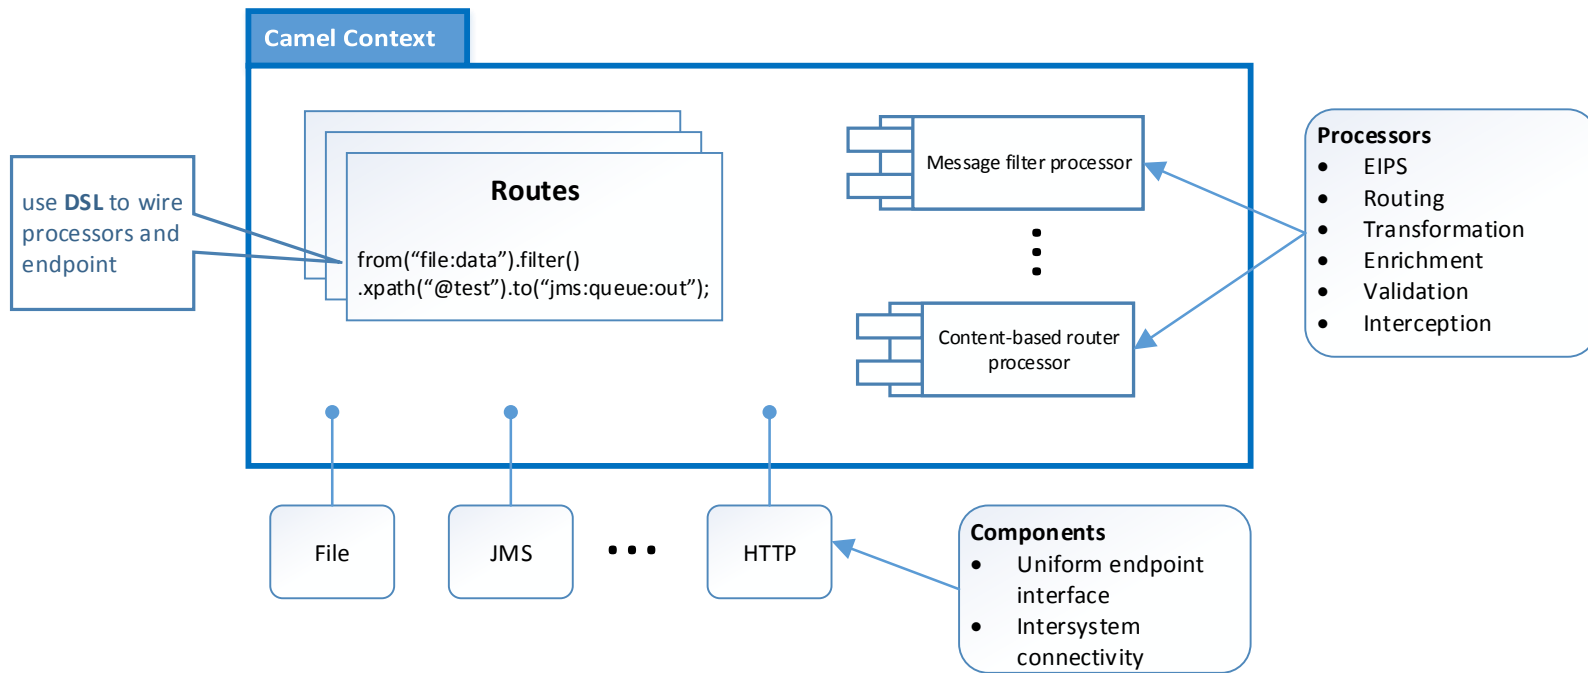 Camel Context
use DSL to wire
processors and
endpoint
Routes
from(“file:data”).filter()
.xpath(“@test”).to(“jms:queue:out”);
Message filter processor
Content-based router
processor
Processors
• EIPS
• Routing
• Transformation
• Enrichment
• Validation
• Interception
File
JMS
HTTP
Components
• Uniform endpoint
interface
• Intersystem
connectivity